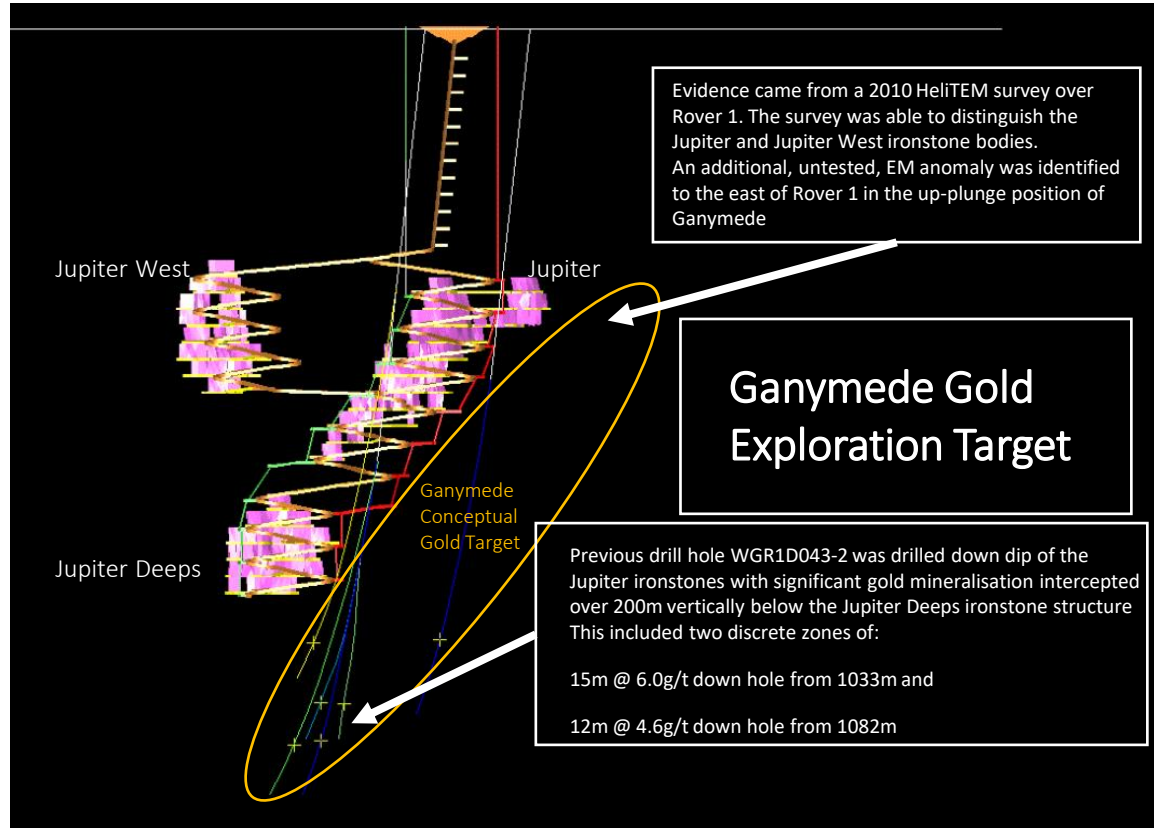 Evidence came from a 2010 HeliTEM survey over
Rover 1. The survey was able to distinguish the
Jupiter and Jupiter West ironstone bodies.
An additional, untested, EM anomaly was identified
to the east of Rover 1 in the up-plunge position of
Ganymede
Jupiter West
Jupiter
Ganymede Gold
Exploration Target
Ganymede
Conceptual
Gold Target
Jupiter Deeps
Previous drill hole WGR1D043-2 was drilled down dip of the
Jupiter ironstones with significant gold mineralisation intercepted
over 200m vertically below the Jupiter Deeps ironstone structure
This included two discrete zones of:
15m @ 6.0g/t down hole from 1033m and
12m @ 4.6g/t down hole from 1082m